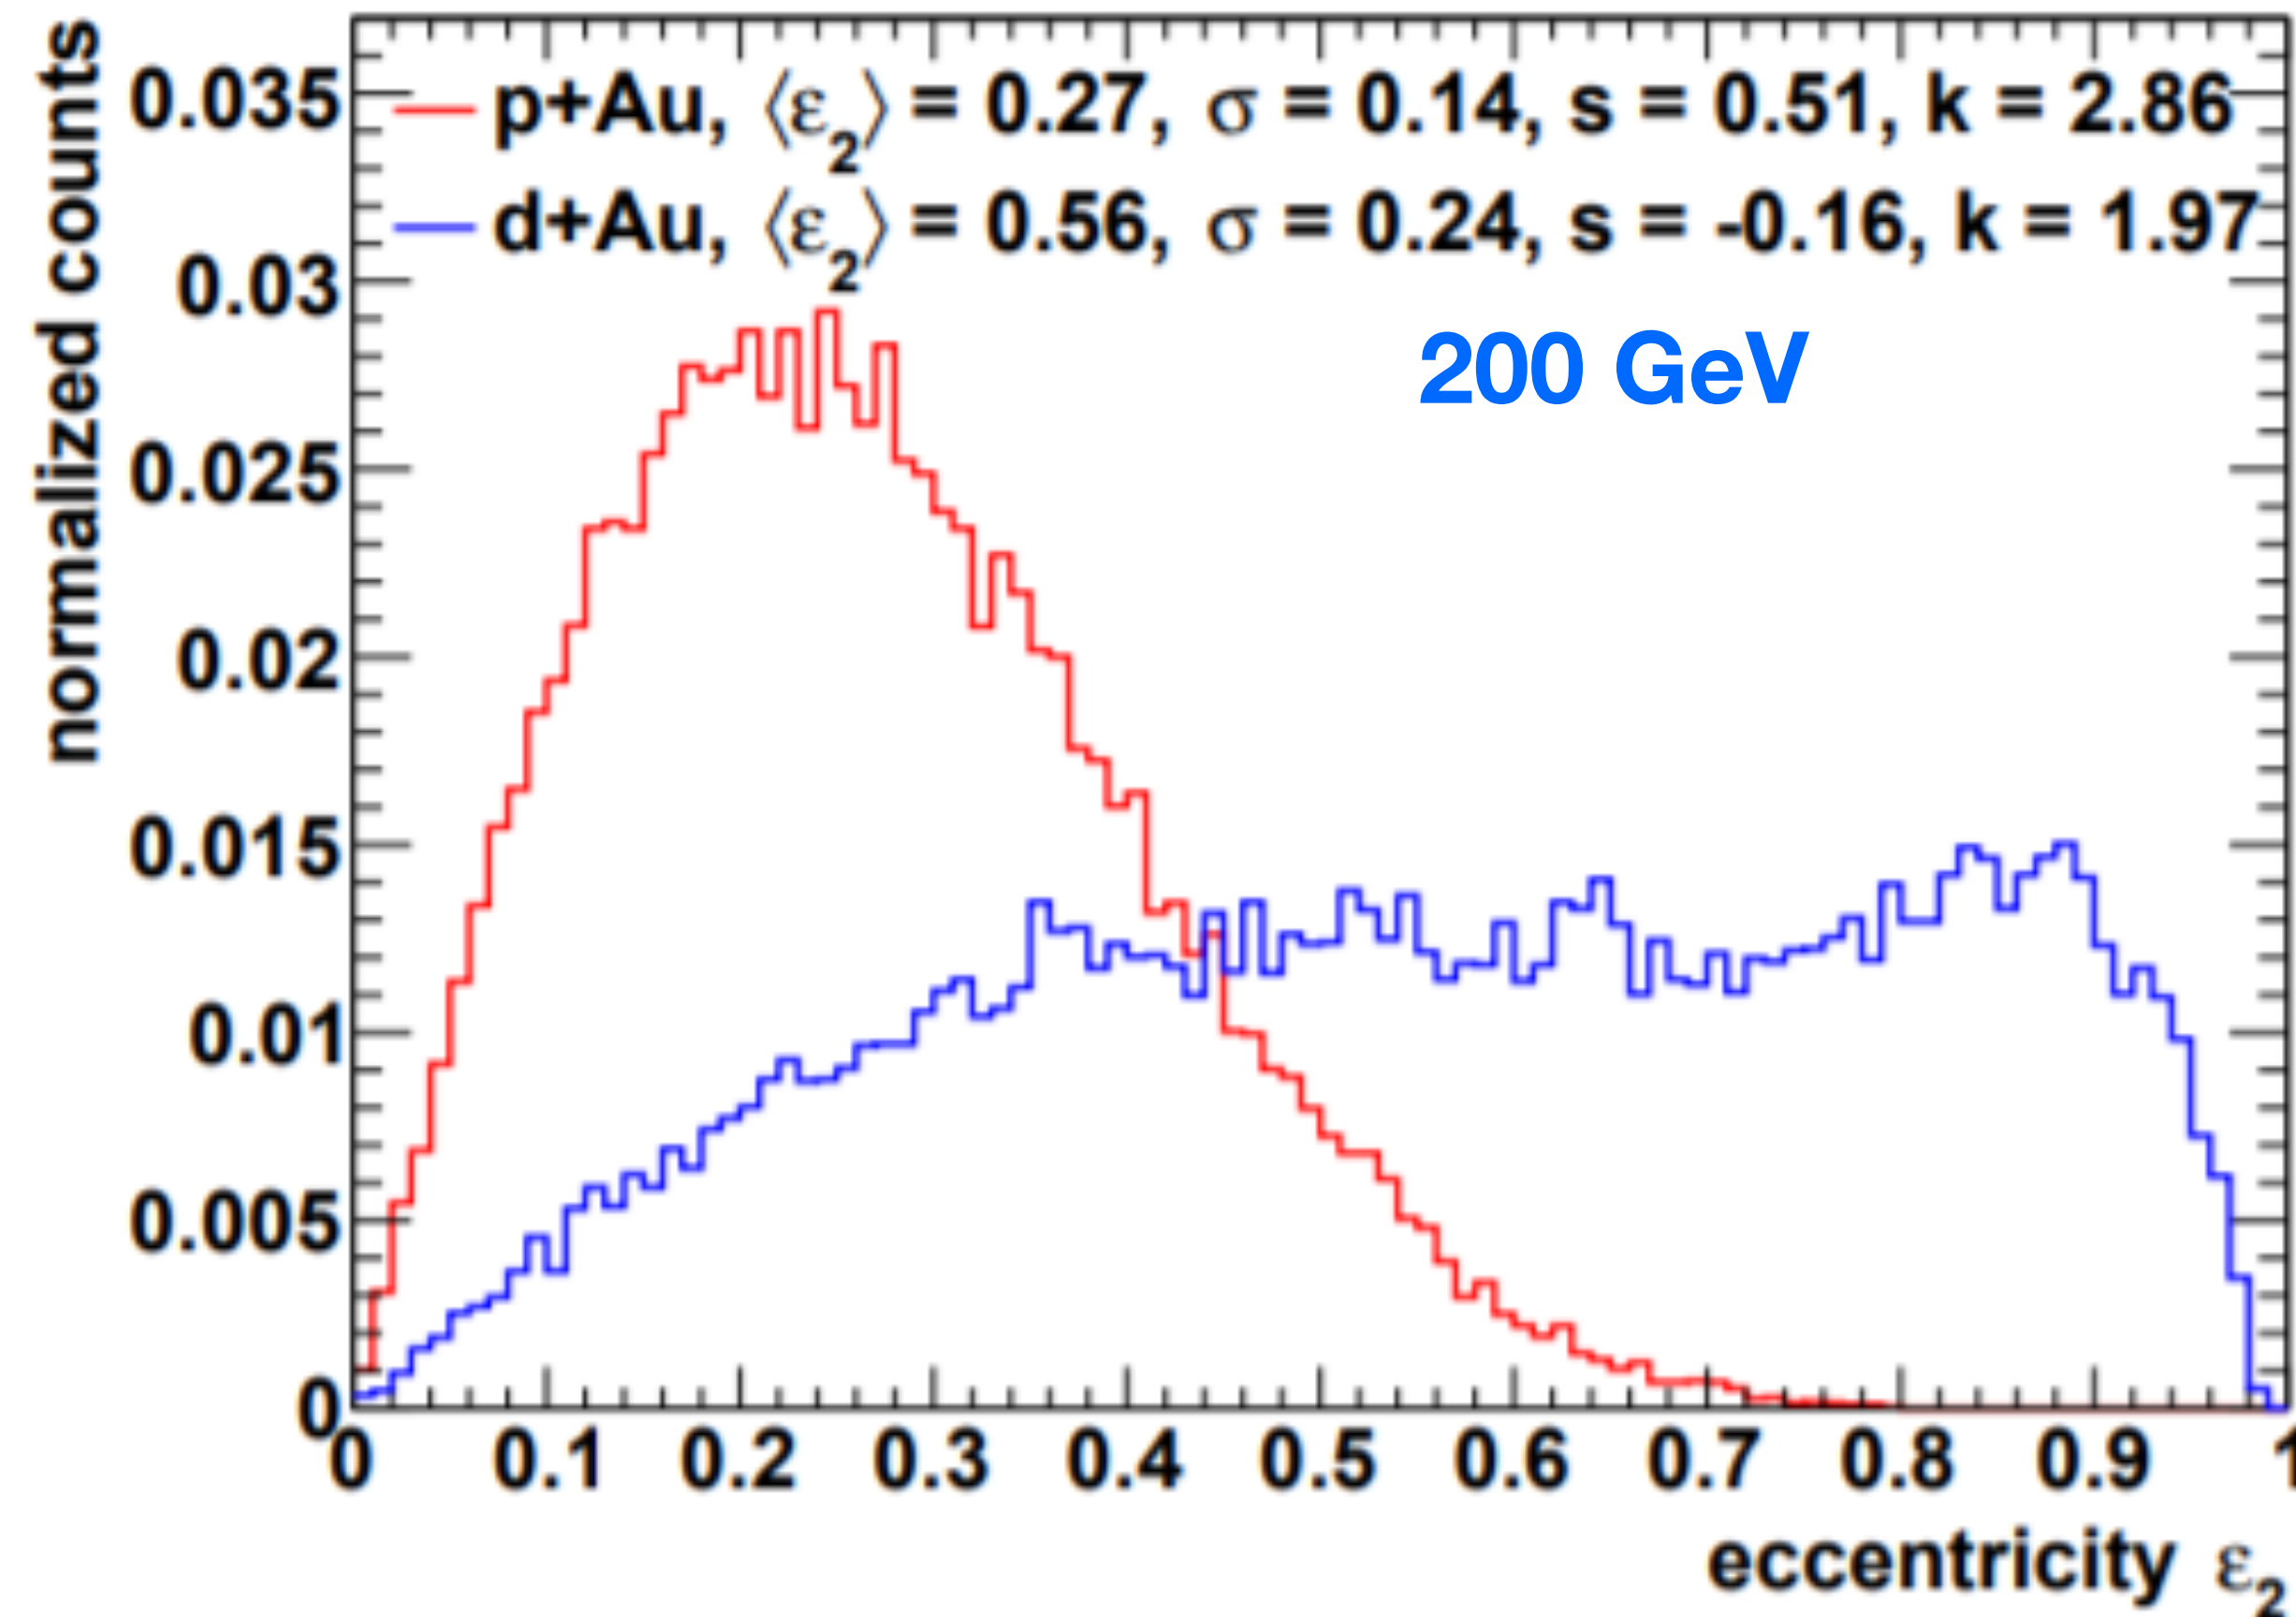 normalized counts
0.035
0.03
0.025
0.02
0.015
0.01
0.005
0
p+Au, ⟨ε₂⟩ = 0.27, σ = 0.14, s = 0.51, k = 2.86
d+Au, ⟨ε₂⟩ = 0.56, σ = 0.24, s = -0.16, k = 1.97
200 GeV
0 0.1 0.2 0.3 0.4 0.5 0.6 0.7 0.8 0.9 1
eccentricity ε₂